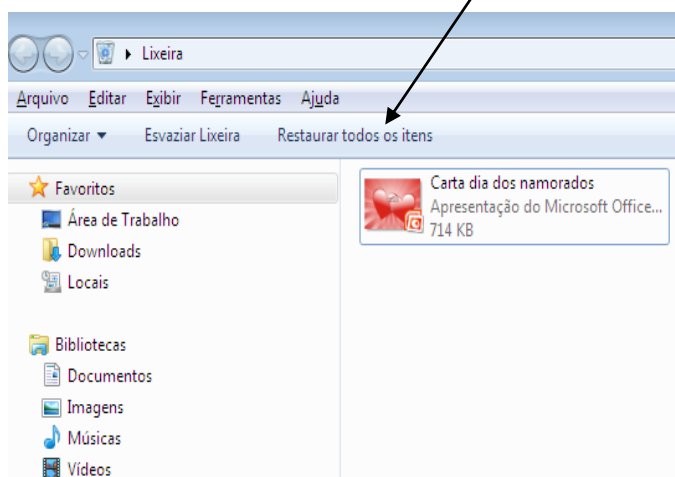 Lixeira
Arquivo Editar Exibir Ferramentas Ajuda
Organizar Esvaziar Lixeira Restaurar todos os itens
Favoritos
Área de Trabalho
Downloads
Locais
Bibliotecas
Documentos
Imagens
Músicas
Vídeos
Carta dia dos namorados
Apresentação do Microsoft Office...
714 KB